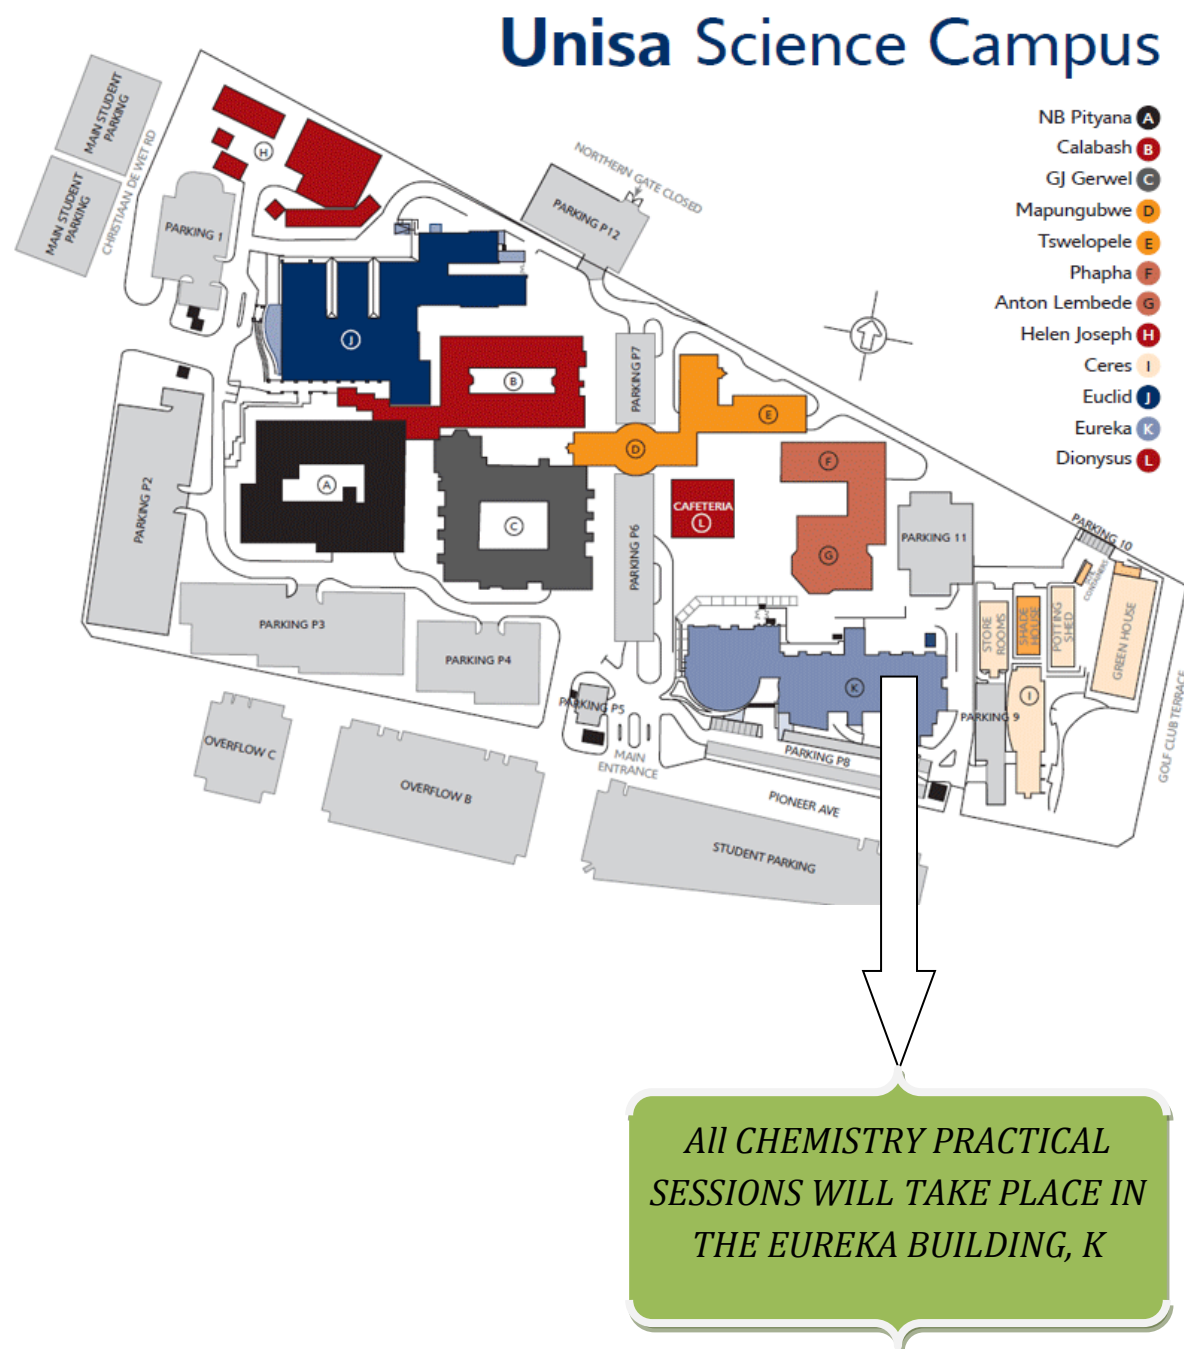 Unisa Science Campus
NB Pityana A
Calabash B
GJ Gerwel C
Mapungubwe D
Tswelopele E
Phapha F
Anton Lembede G
Helen Joseph H
Ceres I
Euclid J
Eureka K
Dionysus L
MAIN STUDENT
PARKING
MAIN STUDENT
PARKING
CHRISTIAAN DE WET RD
H
PARKING 1
NORTHERN GATE CLOSED
PARKING P12
J
B
PARKING P7
E
D
A
C
PARKING P2
F
CAFETERIA
L
PARKING P6
G
PARKING 11
PARKING 10
CONTAINERS
STORE
ROOMS
SHADE
HOUSE
POTTING
SHED
GREEN HOUSE
PARKING P3
PARKING P4
K
I
PARKING P5
PARKING 9
GOLF CLUB TERRACE
MAIN
ENTRANCE
PARKING P8
OVERFLOW C
OVERFLOW B
PIONEER AVE
STUDENT PARKING
All CHEMISTRY PRACTICAL
SESSIONS WILL TAKE PLACE IN
THE EUREKA BUILDING, K